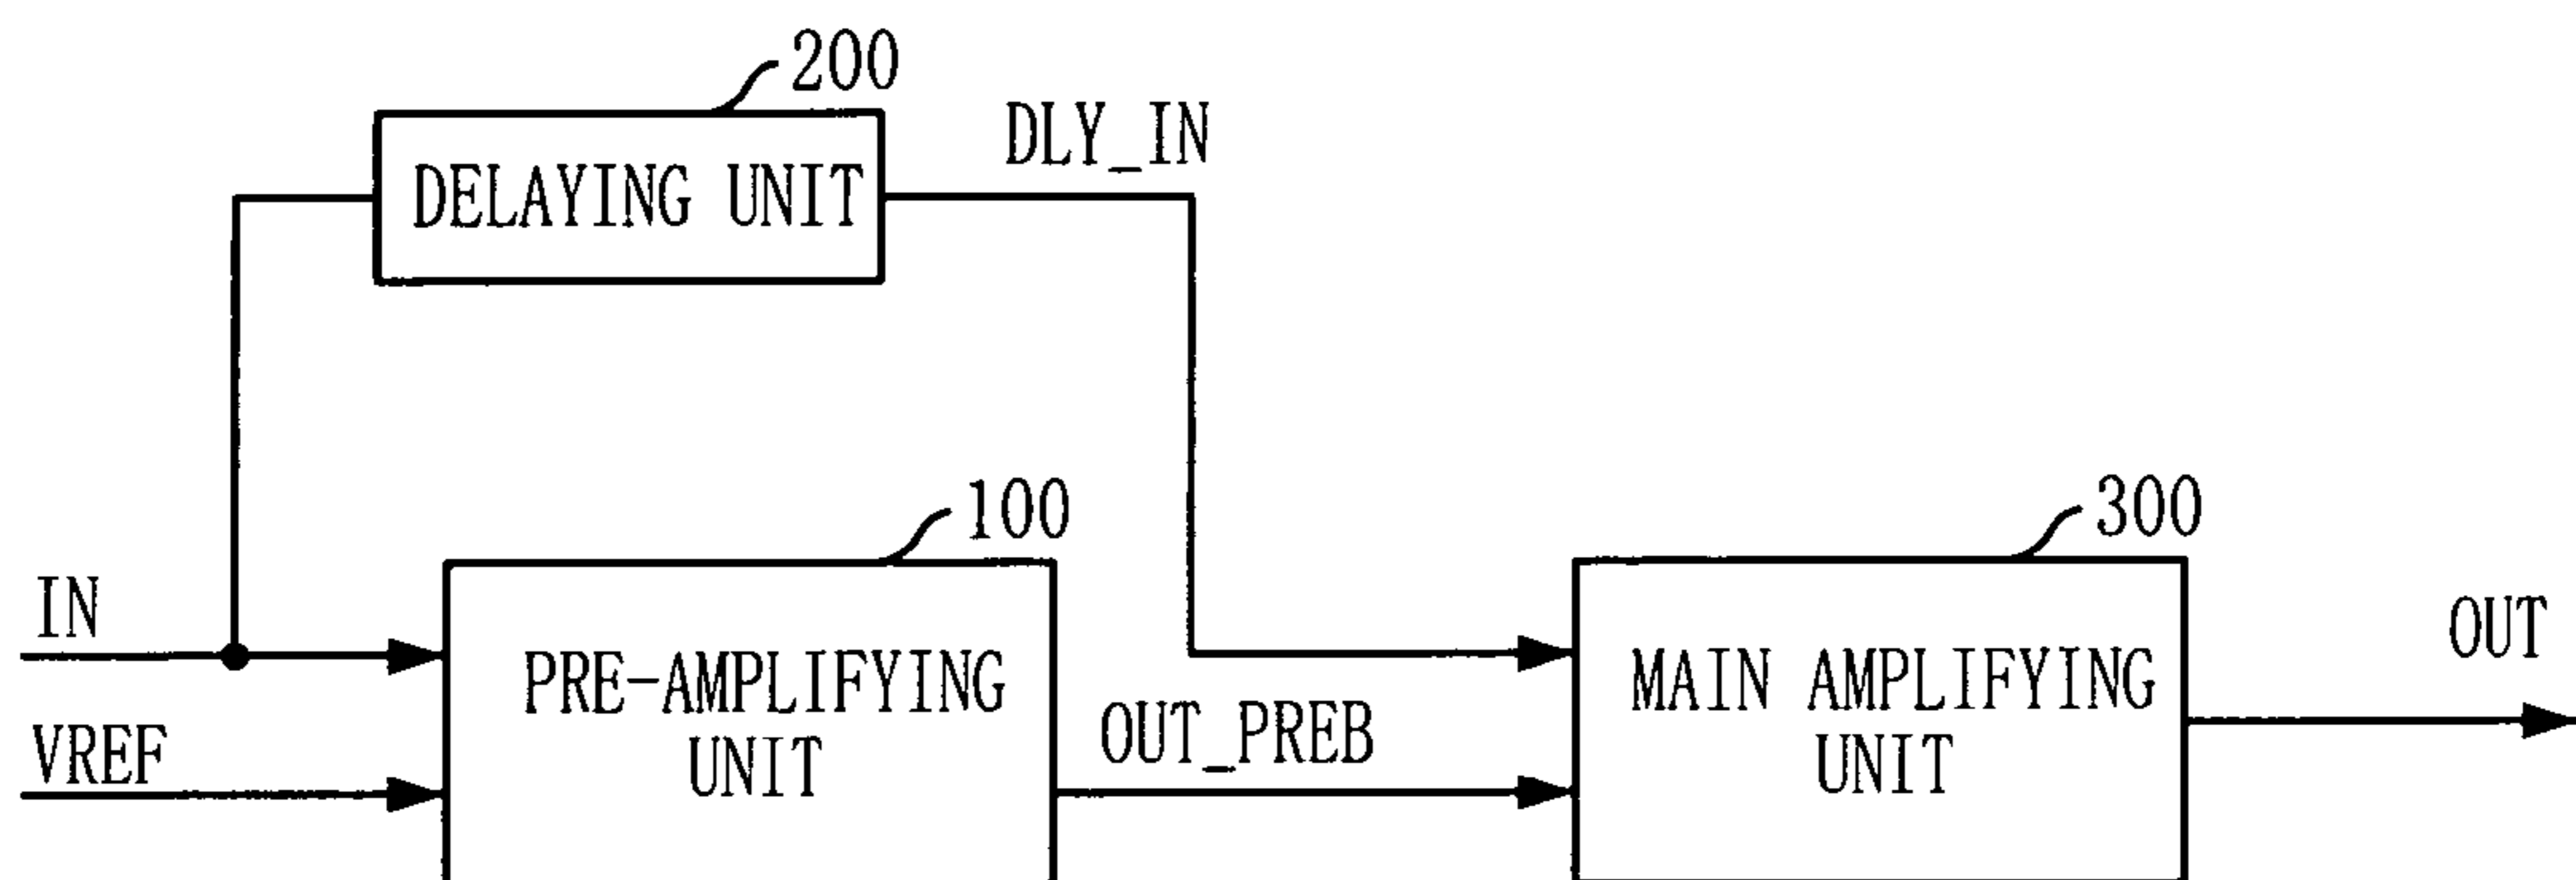 200
DELAYING UNIT
DLY_IN
100
300
IN
PRE-AMPLIFYING
UNIT
MAIN AMPLIFYING
UNIT
OUT
VREF
OUT_PREB